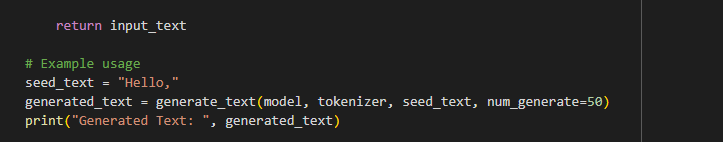 return input_text
# Example usage
seed_text = "Hello,"
generated_text = generate_text(model, tokenizer, seed_text, num_generate=50)
print("Generated Text: ", generated_text)